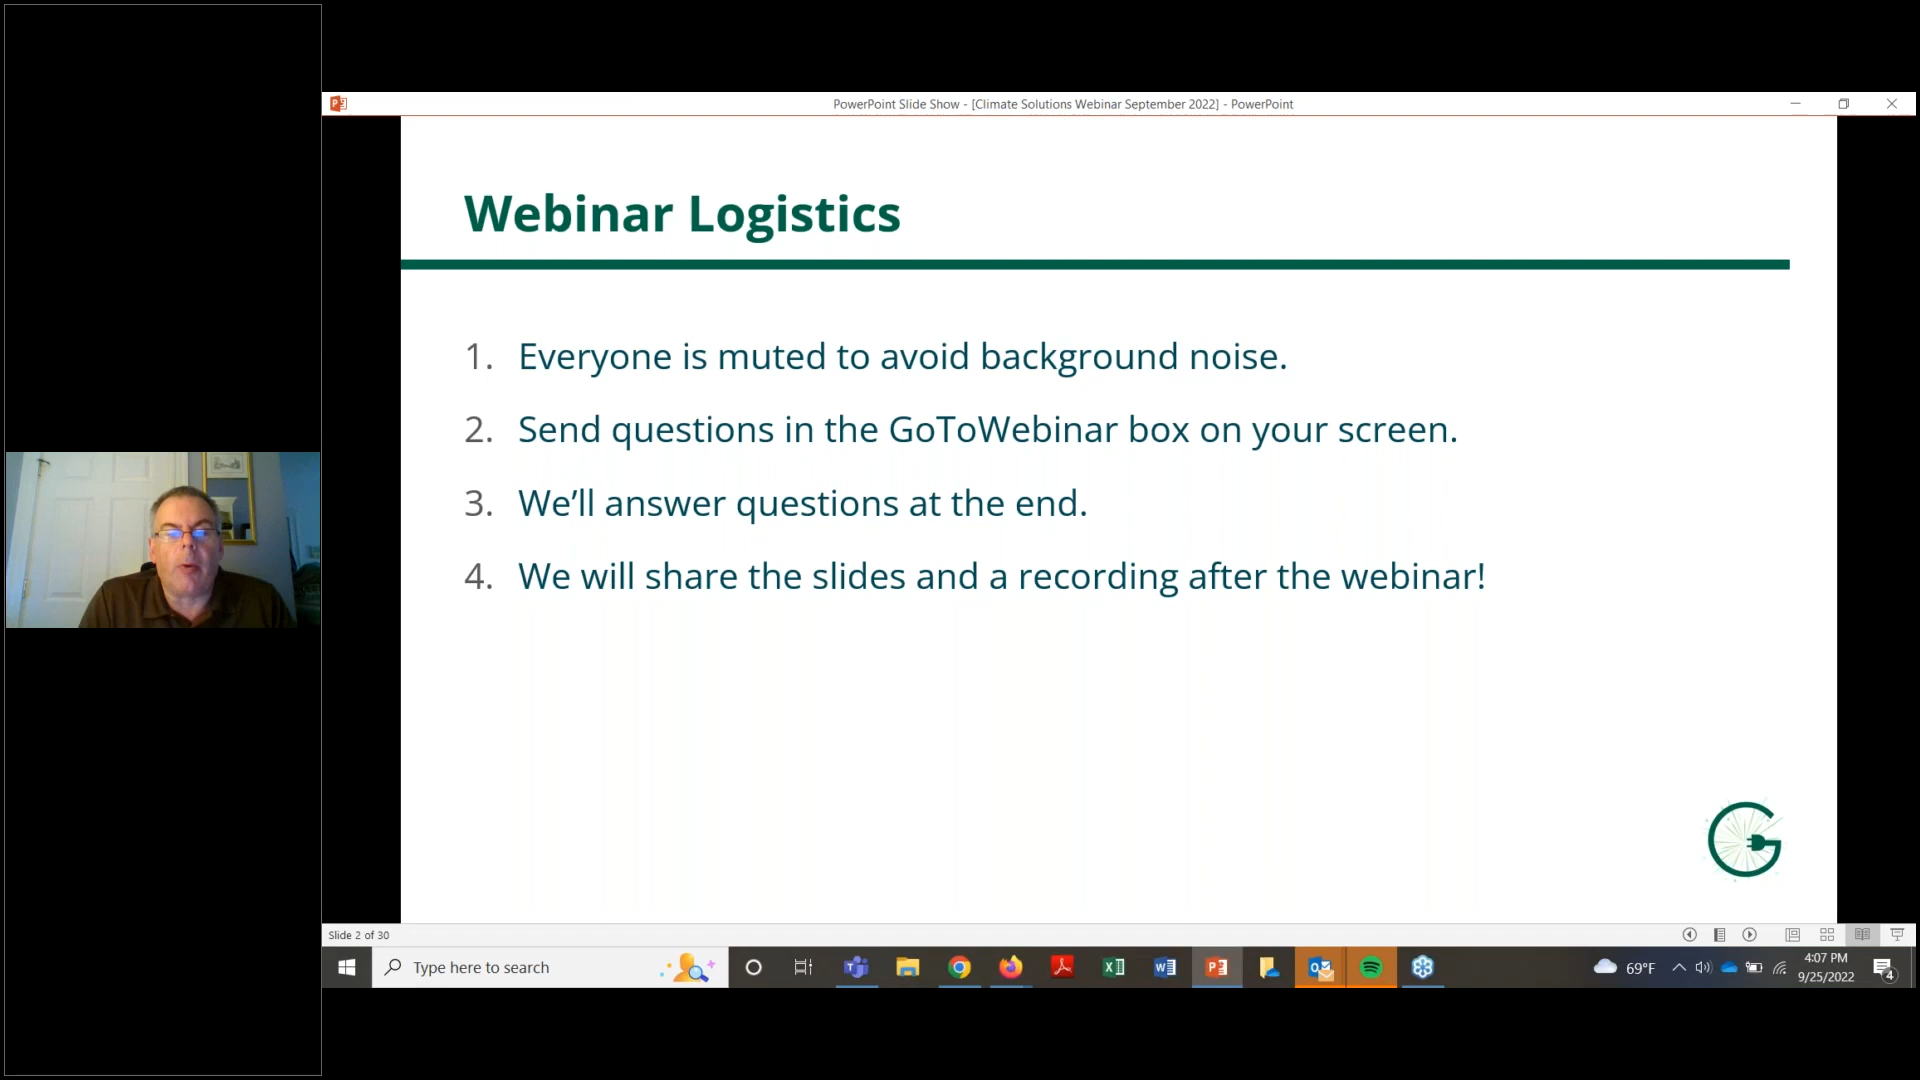 PowerPoint Slide Show - [Climate Solutions Webinar September 2022] - PowerPoint
Webinar Logistics
1. Everyone is muted to avoid background noise.
2. Send questions in the GoToWebinar box on your screen.
3. We’ll answer questions at the end.
4. We will share the slides and a recording after the webinar!
Slide 2 of 30
Type here to search
69°F
4:07 PM
9/25/2022
4